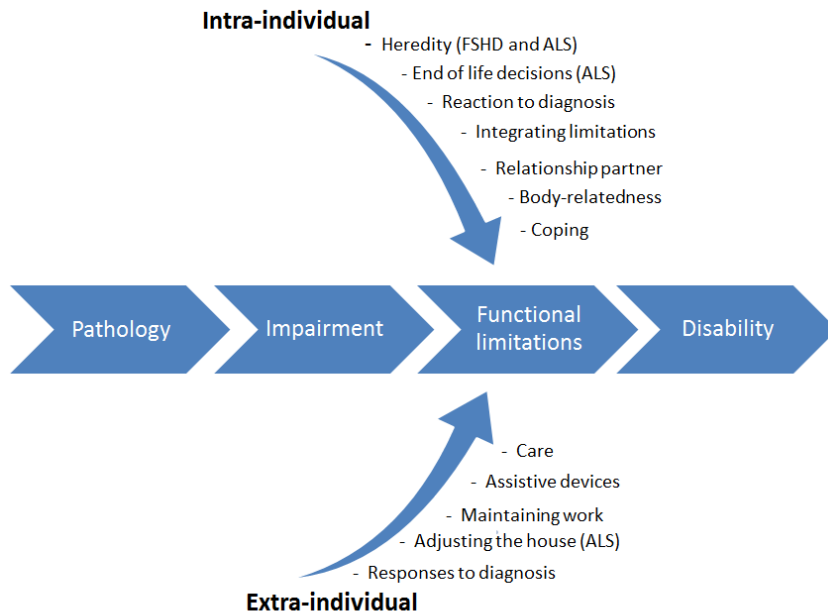 Intra-individual
- Heredity (FSHD and ALS)
- End of life decisions (ALS)
- Reaction to diagnosis
- Integrating limitations
- Relationship partner
- Body-relatedness
- Coping
Pathology
Impairment
Functional
limitations
Disability
- Care
- Assistive devices
- Maintaining work
- Adjusting the house (ALS)
- Responses to diagnosis
Extra-individual